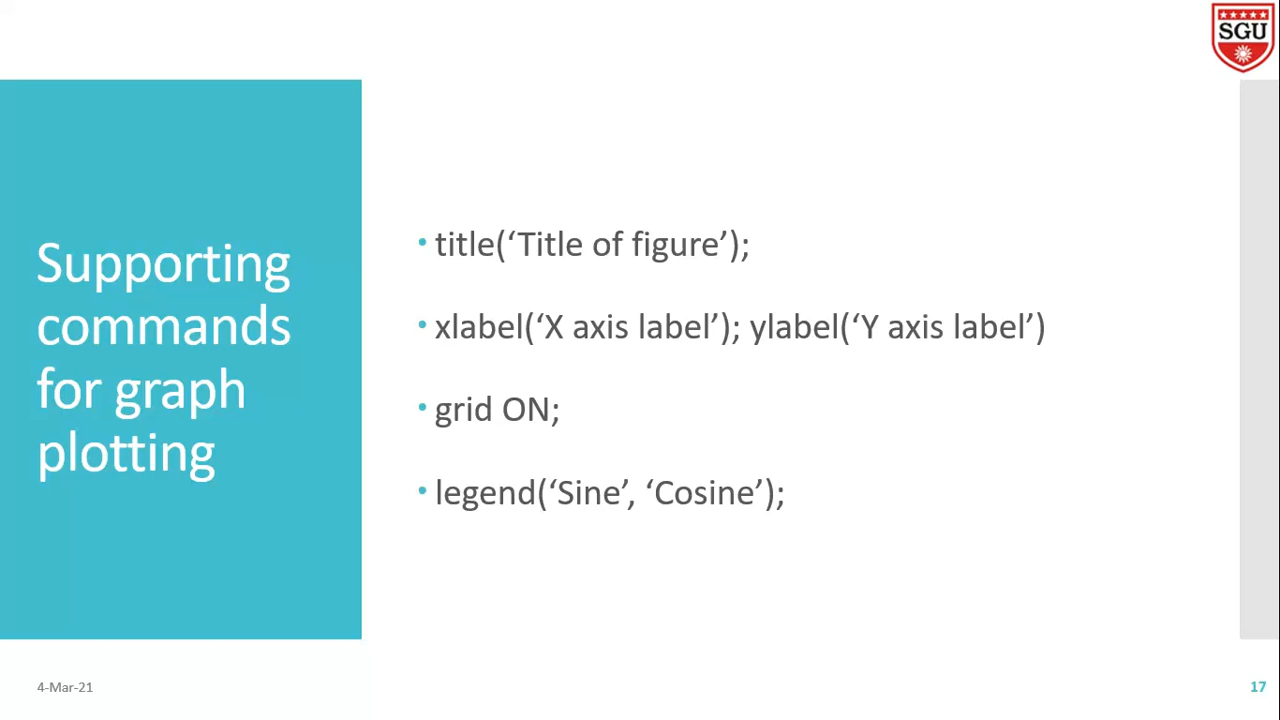 SGU
Supporting
commands
for graph
plotting
• title(‘Title of figure’);
• xlabel(‘X axis label’); ylabel(‘Y axis label’)
• grid ON;
• legend(‘Sine’, ‘Cosine’);
4-Mar-21
17